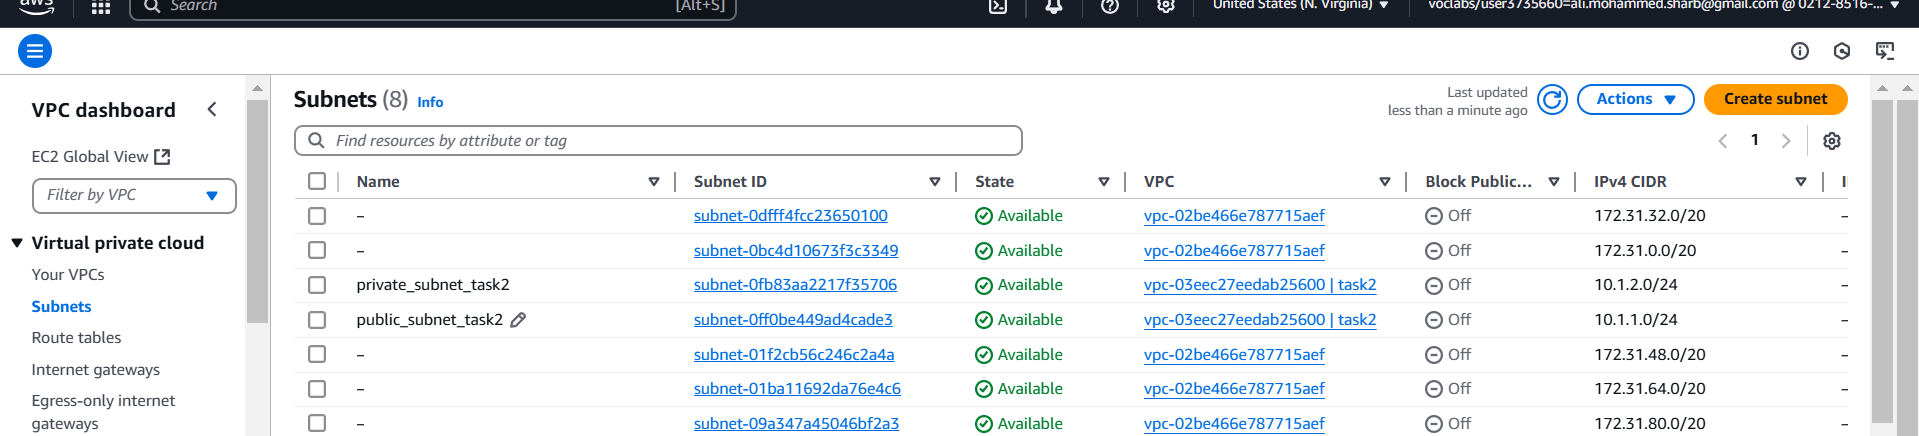 aws
Search
[Alt+S]
United States (N. Virginia)
voclabs/user3735660=ali.mohammed.sharb@gmail.com @ 0212-8516-...
VPC dashboard
EC2 Global View
Filter by VPC
Virtual private cloud
Your VPCs
Subnets
Route tables
Internet gateways
Egress-only internet
gateways
Subnets (8) Info
Last updated
less than a minute ago
Actions
Create subnet
Find resources by attribute or tag
1
Name Subnet ID State VPC Block Public... IPv4 CIDR
– subnet-0dfff4fcc23650100 Available vpc-02be466e787715aef Off 172.31.32.0/20 –
– subnet-0bc4d10673f3c3349 Available vpc-02be466e787715aef Off 172.31.0.0/20 –
private_subnet_task2 subnet-0fb83aa2217f35706 Available vpc-03eec27eedab25600 | task2 Off 10.1.2.0/24 –
public_subnet_task2 subnet-0ff0be449ad4cade3 Available vpc-03eec27eedab25600 | task2 Off 10.1.1.0/24 –
– subnet-01f2cb56c246c2a4a Available vpc-02be466e787715aef Off 172.31.48.0/20 –
– subnet-01ba11692da76e4c6 Available vpc-02be466e787715aef Off 172.31.64.0/20 –
– subnet-09a347a45046bf2a3 Available vpc-02be466e787715aef Off 172.31.80.0/20 –